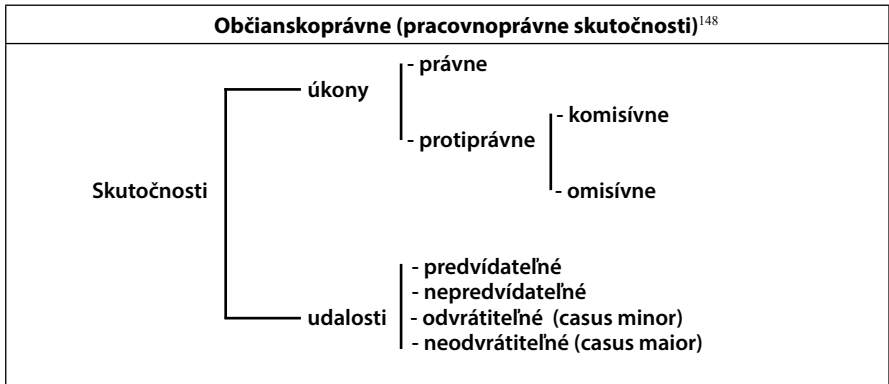 Občianskoprávne (pracovnoprávne skutočnosti)148
- právne
úkony
- komisívne
- protiprávne
Skutočnosti
- omisívne
- predvídateľné
- nepredvídateľné
udalosti
- odvrátiteľné (casus minor)
- neodvrátiteľné (casus maior)